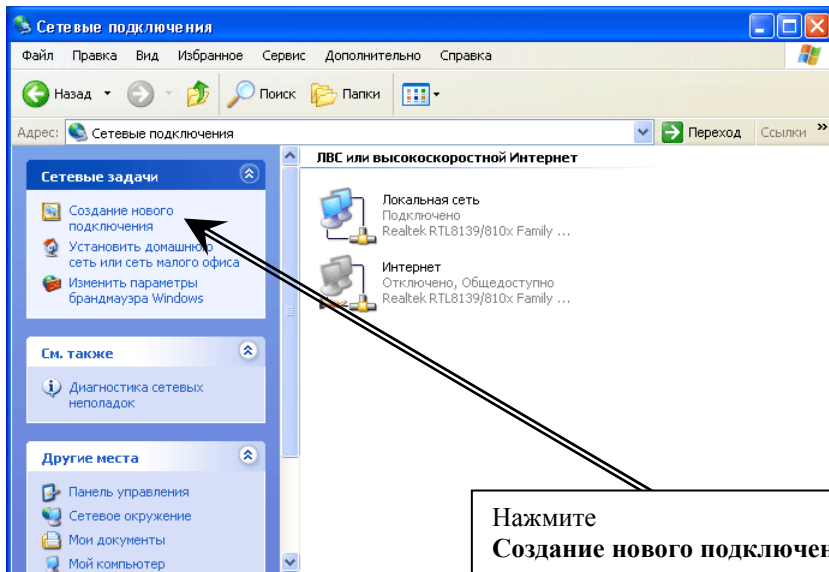 Сетевые подключения
Файл Правка Вид Избранное Сервис Дополнительно Справка
Назад Поиск Папки
Адрес: Сетевые подключения Переход Ссылки »
Сетевые задачи
Создание нового
подключения
Установить домашнюю
сеть или сеть малого офиса
Изменить параметры
брандмауэра Windows
См. также
Диагностика сетевых
неполадок
Другие места
Панель управления
Сетевое окружение
Мои документы
Мой компьютер
ЛВС или высокоскоростной Интернет
Локальная сеть
Подключено
Realtek RTL8139/810x Family ...
Интернет
Отключено, Общедоступно
Realtek RTL8139/810x Family ...
Нажмите
Создание нового подключен